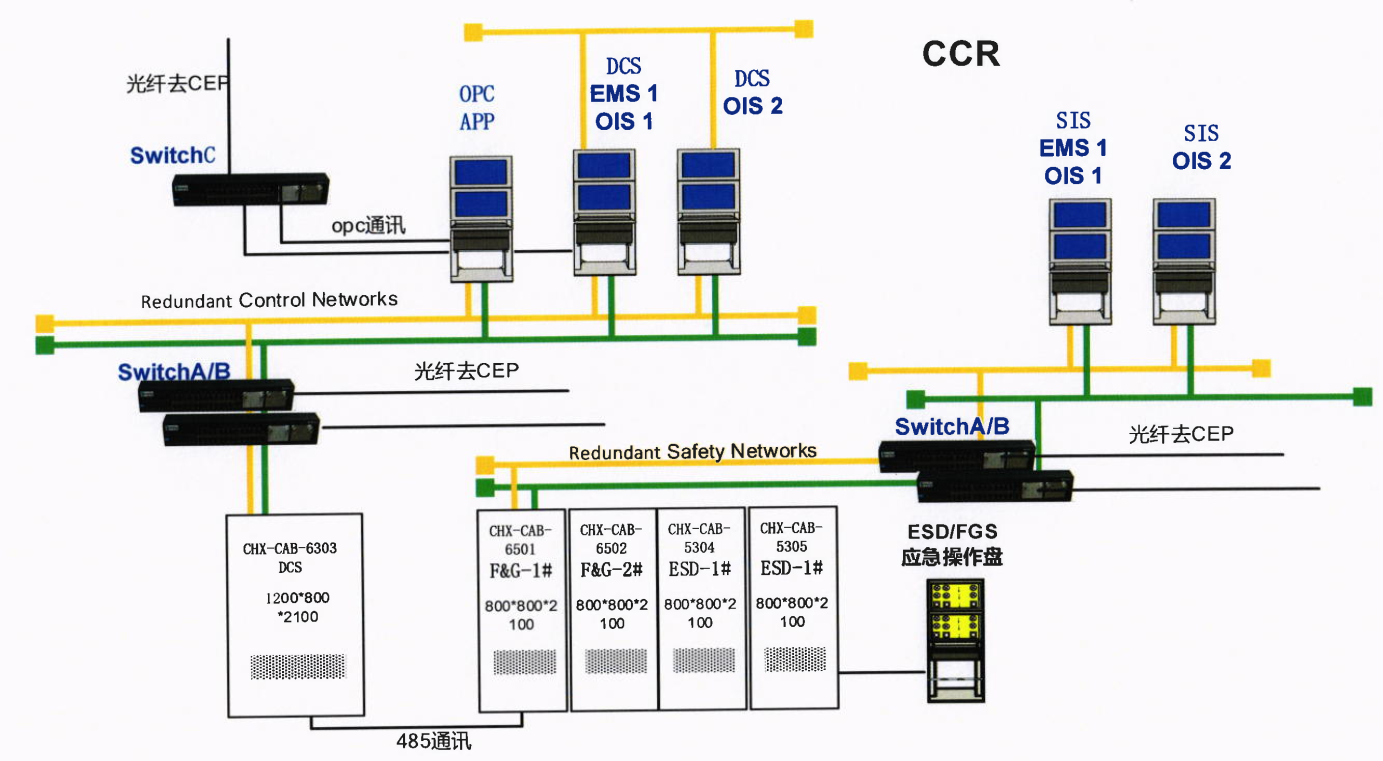 CCR
光纤去CEP
SwitchC
OPC
APP
DCS
EMS 1
OIS 1
DCS
OIS 2
SIS
EMS 1
OIS 1
SIS
OIS 2
opc通讯
Redundant Control Networks
SwitchA/B
光纤去CEP
SwitchA/B
光纤去CEP
Redundant Safety Networks
CHX-CAB-6303
DCS
1200*800
*2100
CHX-CAB-
6501
F&G-1#
800*800*2
100
CHX-CAB-
6502
F&G-2#
800*800*2
100
CHX-CAB-
5304
ESD-1#
800*800*2
100
CHX-CAB-
5305
ESD-1#
800*800*2
100
ESD/FGS
应急操作盘
485通讯